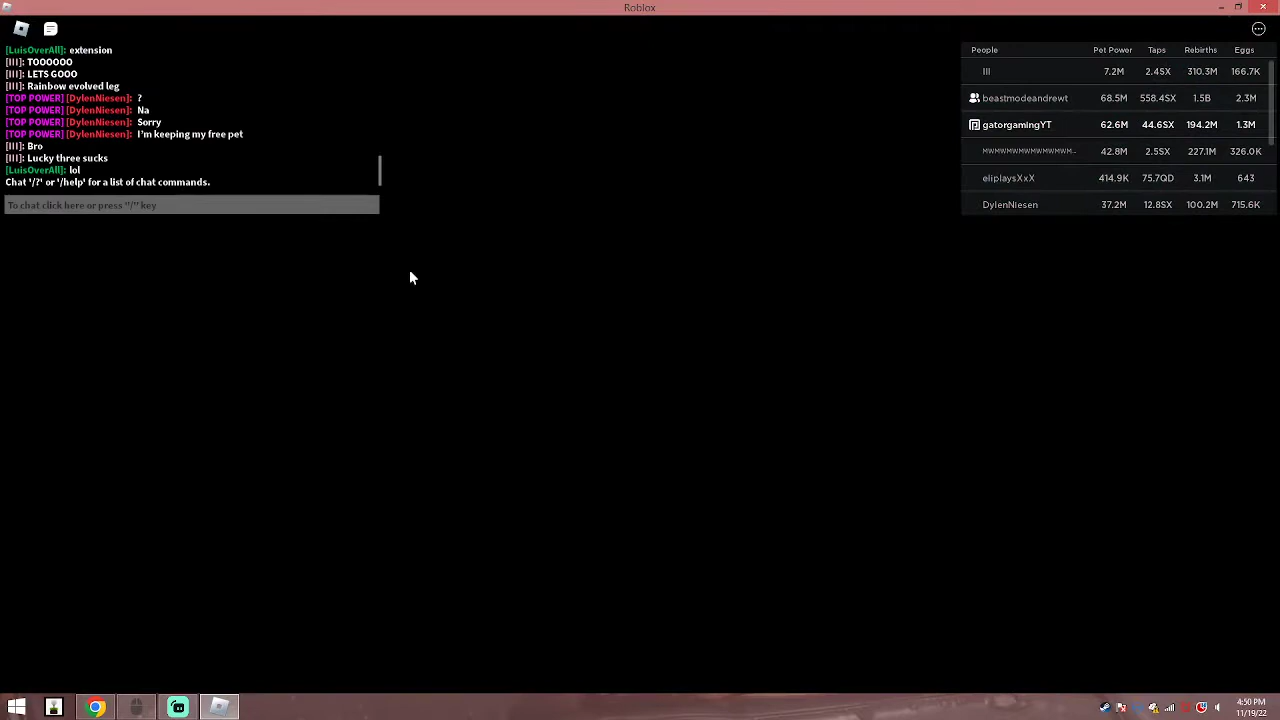 Roblox
[LuisOverAll]: extension
[III]: TOOOOOO
[III]: LETS GOOO
[III]: Rainbow evolved leg
[TOP POWER] [DylenNiesen]: ?
[TOP POWER] [DylenNiesen]: Na
[TOP POWER] [DylenNiesen]: Sorry
[TOP POWER] [DylenNiesen]: I'm keeping my free pet
[III]: Bro
[III]: Lucky three sucks
[LuisOverAll]: lol
Chat '/?' or '/help' for a list of chat commands.
To chat click here or press "/" key
People Pet Power Taps Rebirths Eggs
III 7.2M 2.4SX 310.3M 166.7K
beastmodeandrewt 68.5M 558.4SX 1.5B 2.3M
gatorgamingYT 62.6M 44.6SX 194.2M 1.3M
42.8M 2.5SX 227.1M 326.0K
eliplaysXxX 414.9K 75.7QD 3.1M 643
DylenNiesen 37.2M 12.8SX 100.2M 715.6K
4:50 PM
11/19/22